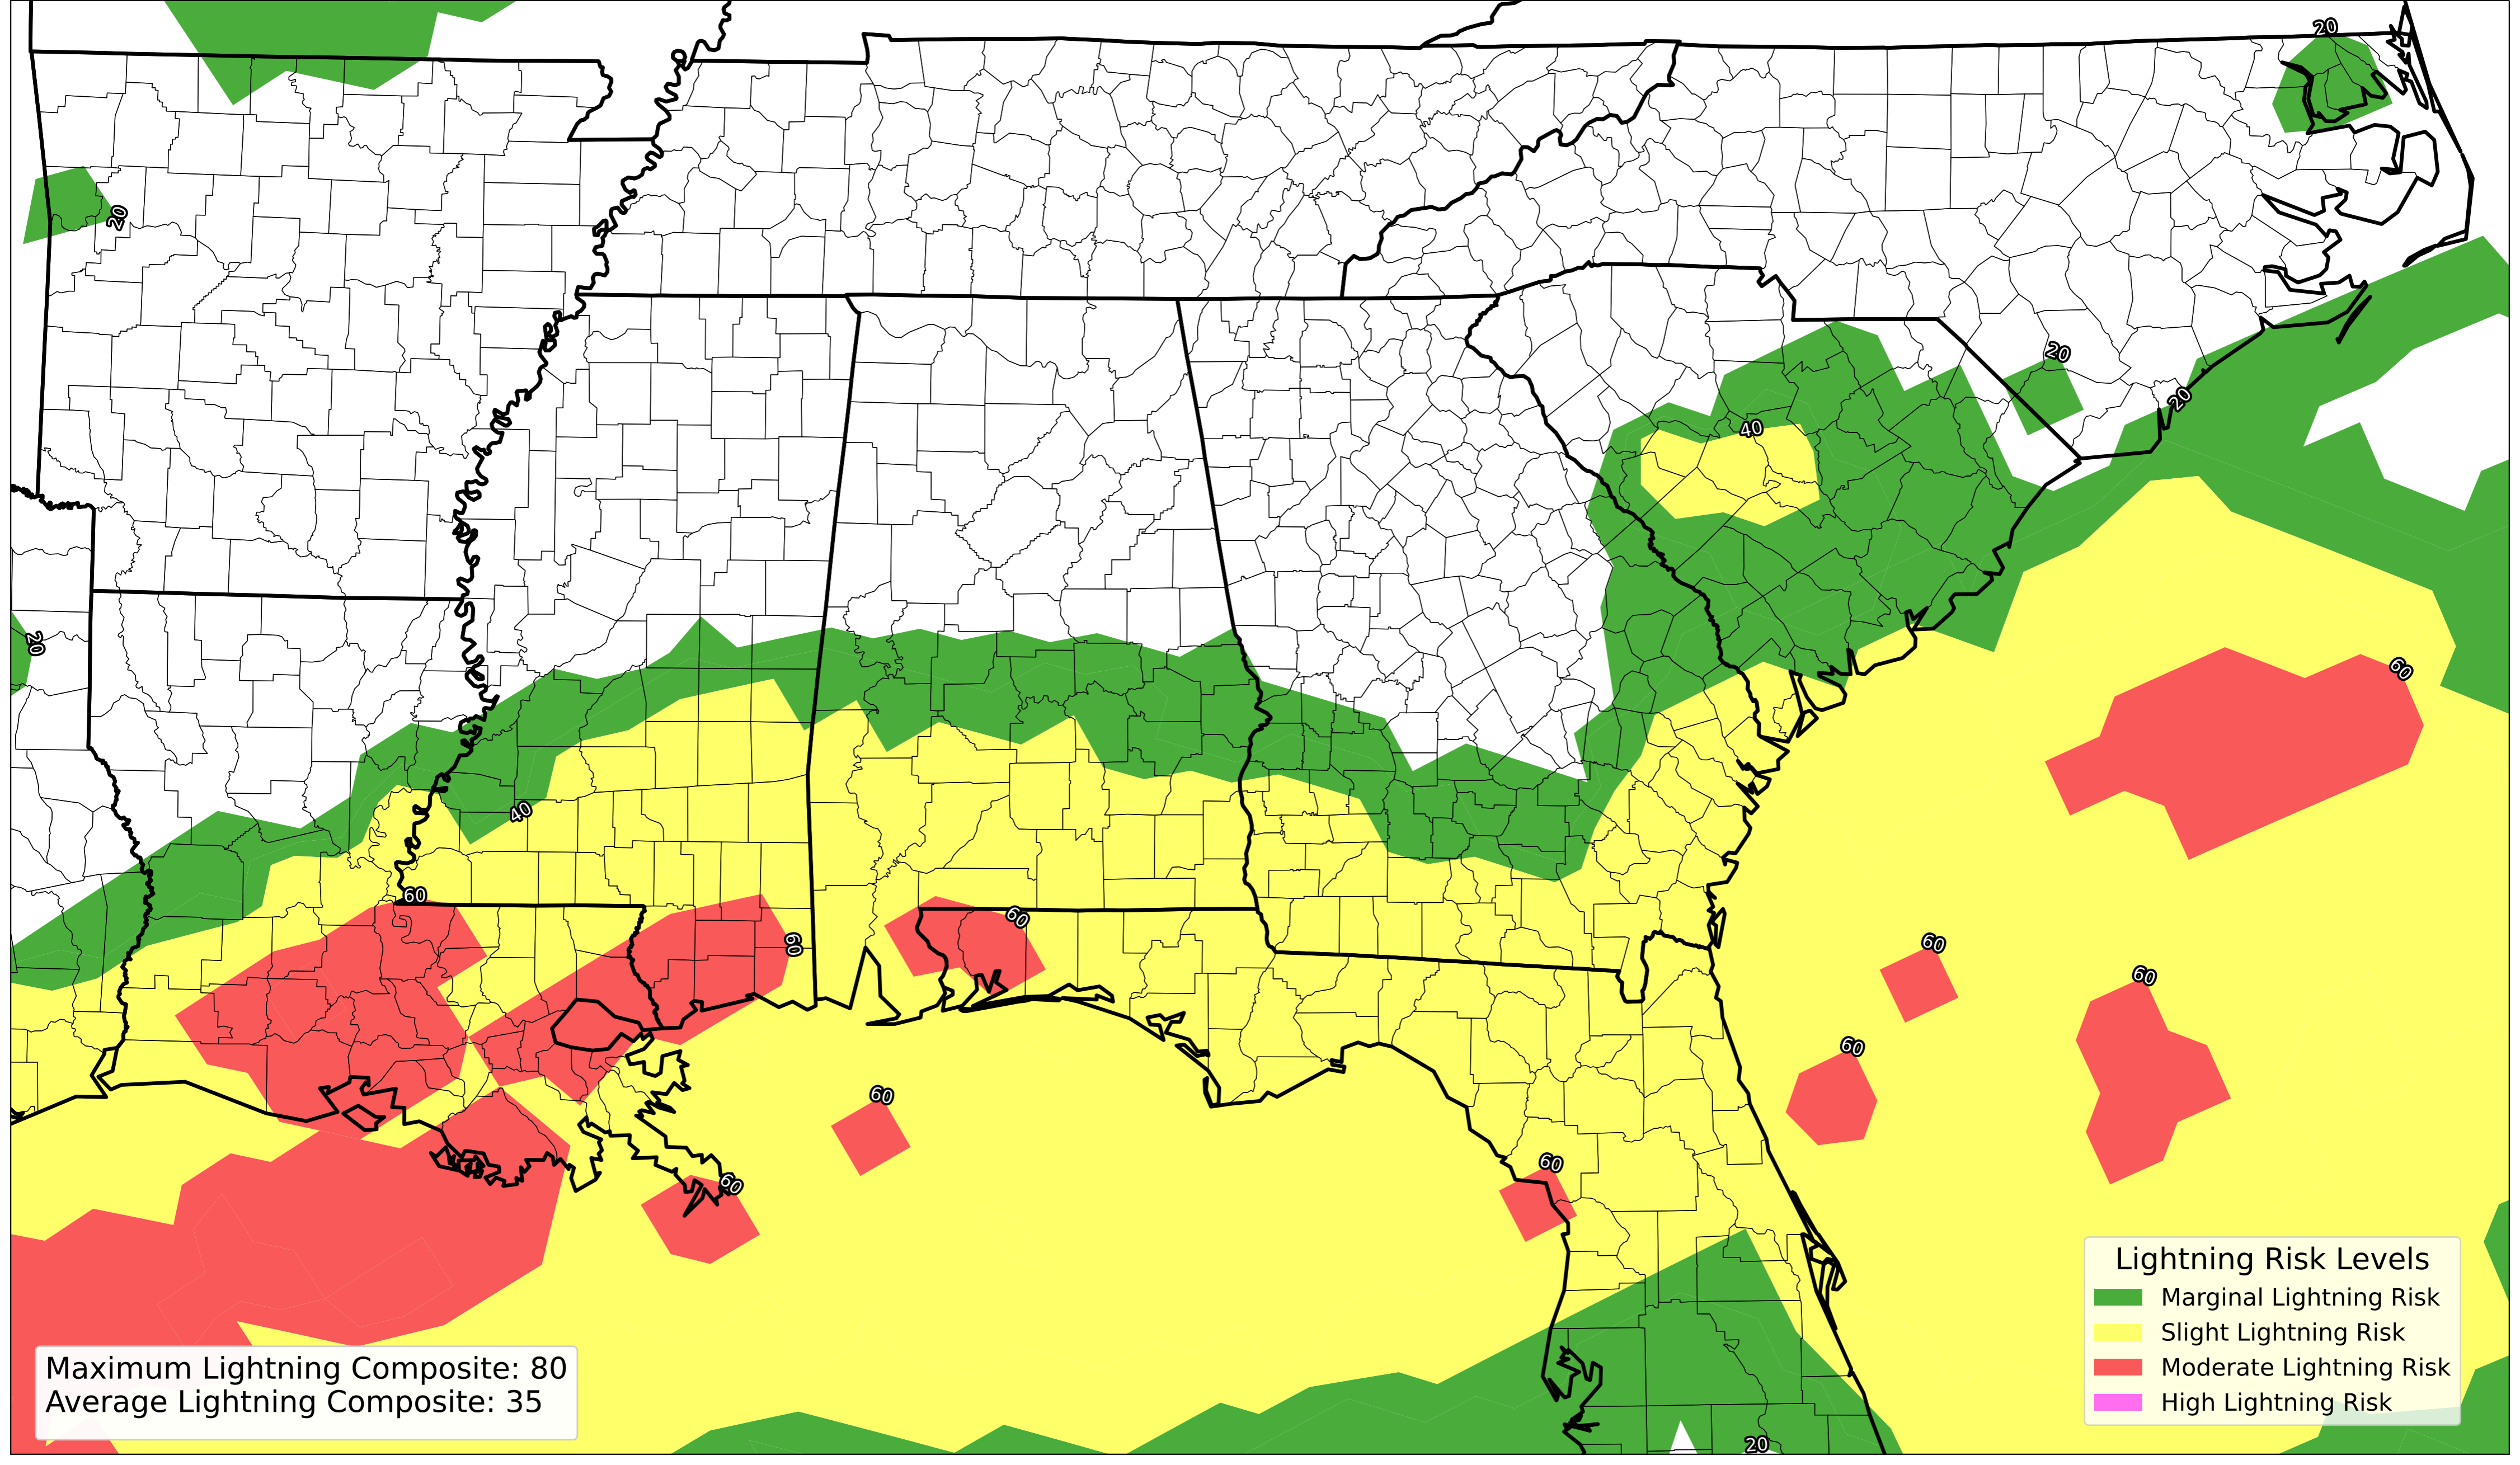 20
20
20
20
40
20
40
60
60
60
60
60
60
60
60
60
60
20
Lightning Risk Levels
Marginal Lightning Risk
Slight Lightning Risk
Moderate Lightning Risk
High Lightning Risk
Maximum Lightning Composite: 80
Average Lightning Composite: 35